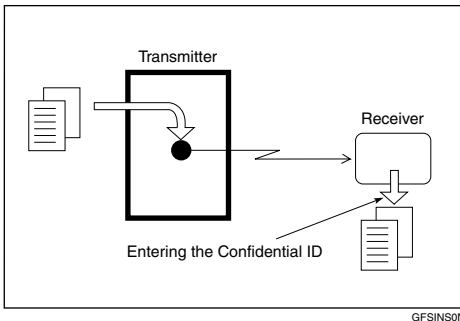 Transmitter
Receiver
Entering the Confidential ID